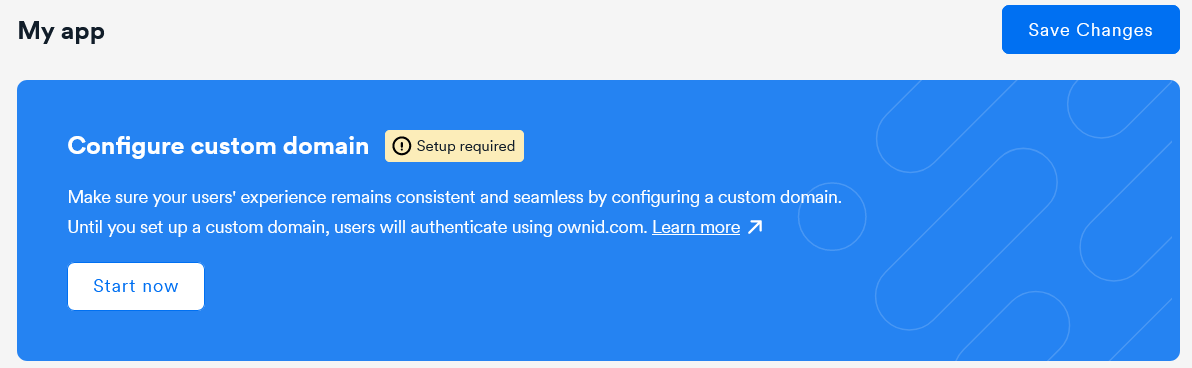 My app
Save Changes
Configure custom domain
Setup required
Make sure your users' experience remains consistent and seamless by configuring a custom domain.
Until you set up a custom domain, users will authenticate using ownid.com. Learn more
Start now